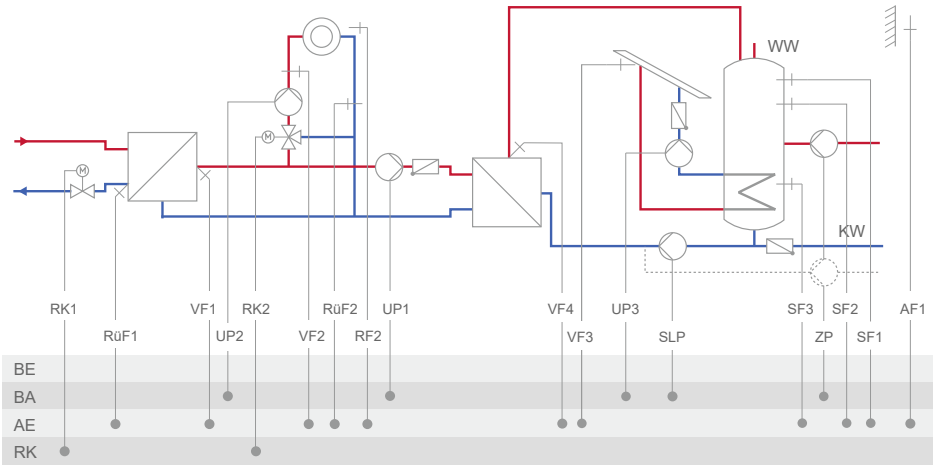 WW
M
M
KW
RK1 VF1 RK2 RüF2 UP1 VF4 UP3 SF3 SF2 AF1
RüF1 UP2 VF2 RF2 VF3 SLP ZP SF1
BE
BA
AE
RK